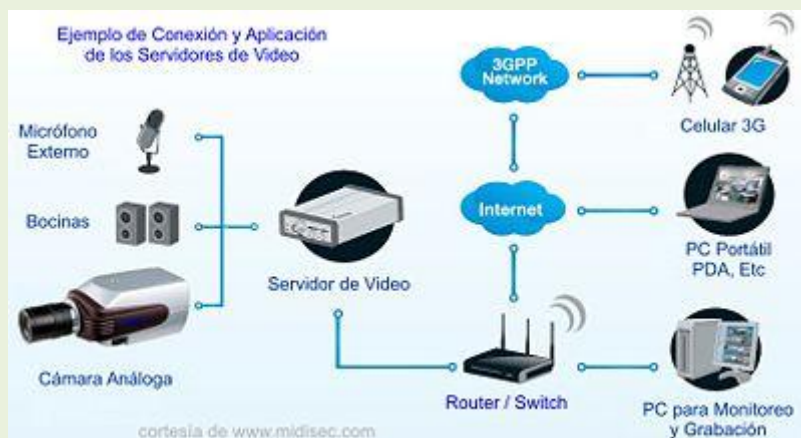 Ejemplo de Conexión y Aplicación
de los Servidores de Video
Micrófono
Externo
Bocinas
Cámara Análoga
Servidor de Video
3GPP
Network
Internet
Router / Switch
Celular 3G
PC Portátil
PDA, Etc
PC para Monitoreo
y Grabación
cortesía de www.midisec.com